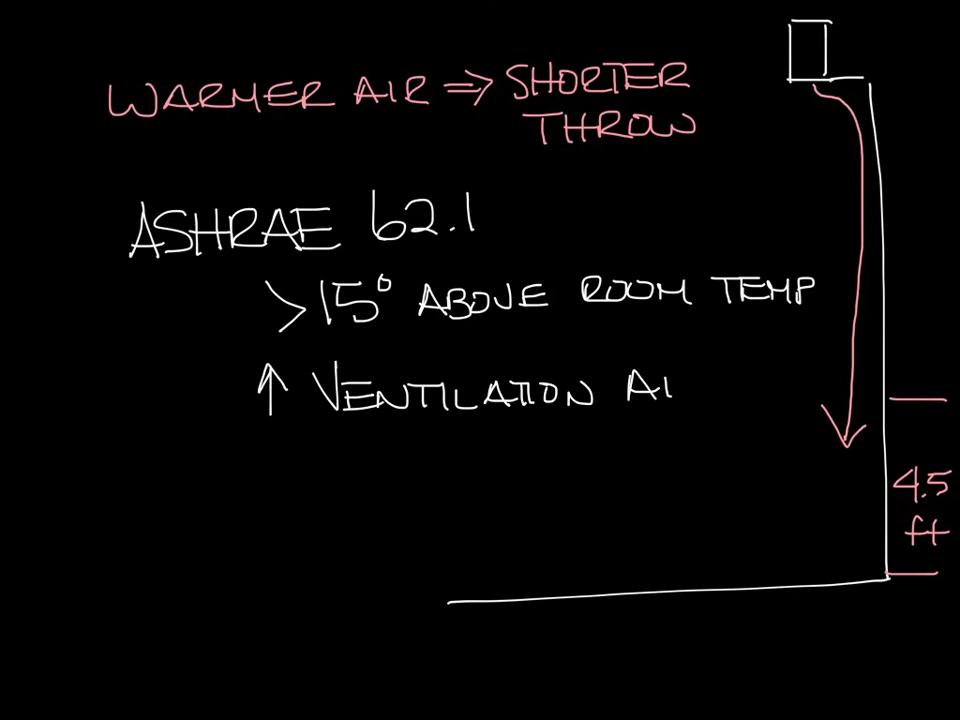 WARMER AIR => SHORTER
THROW
ASHRAE 62.1
> 15° ABOVE ROOM TEMP
↑ VENTILATION AI
4.5
ft